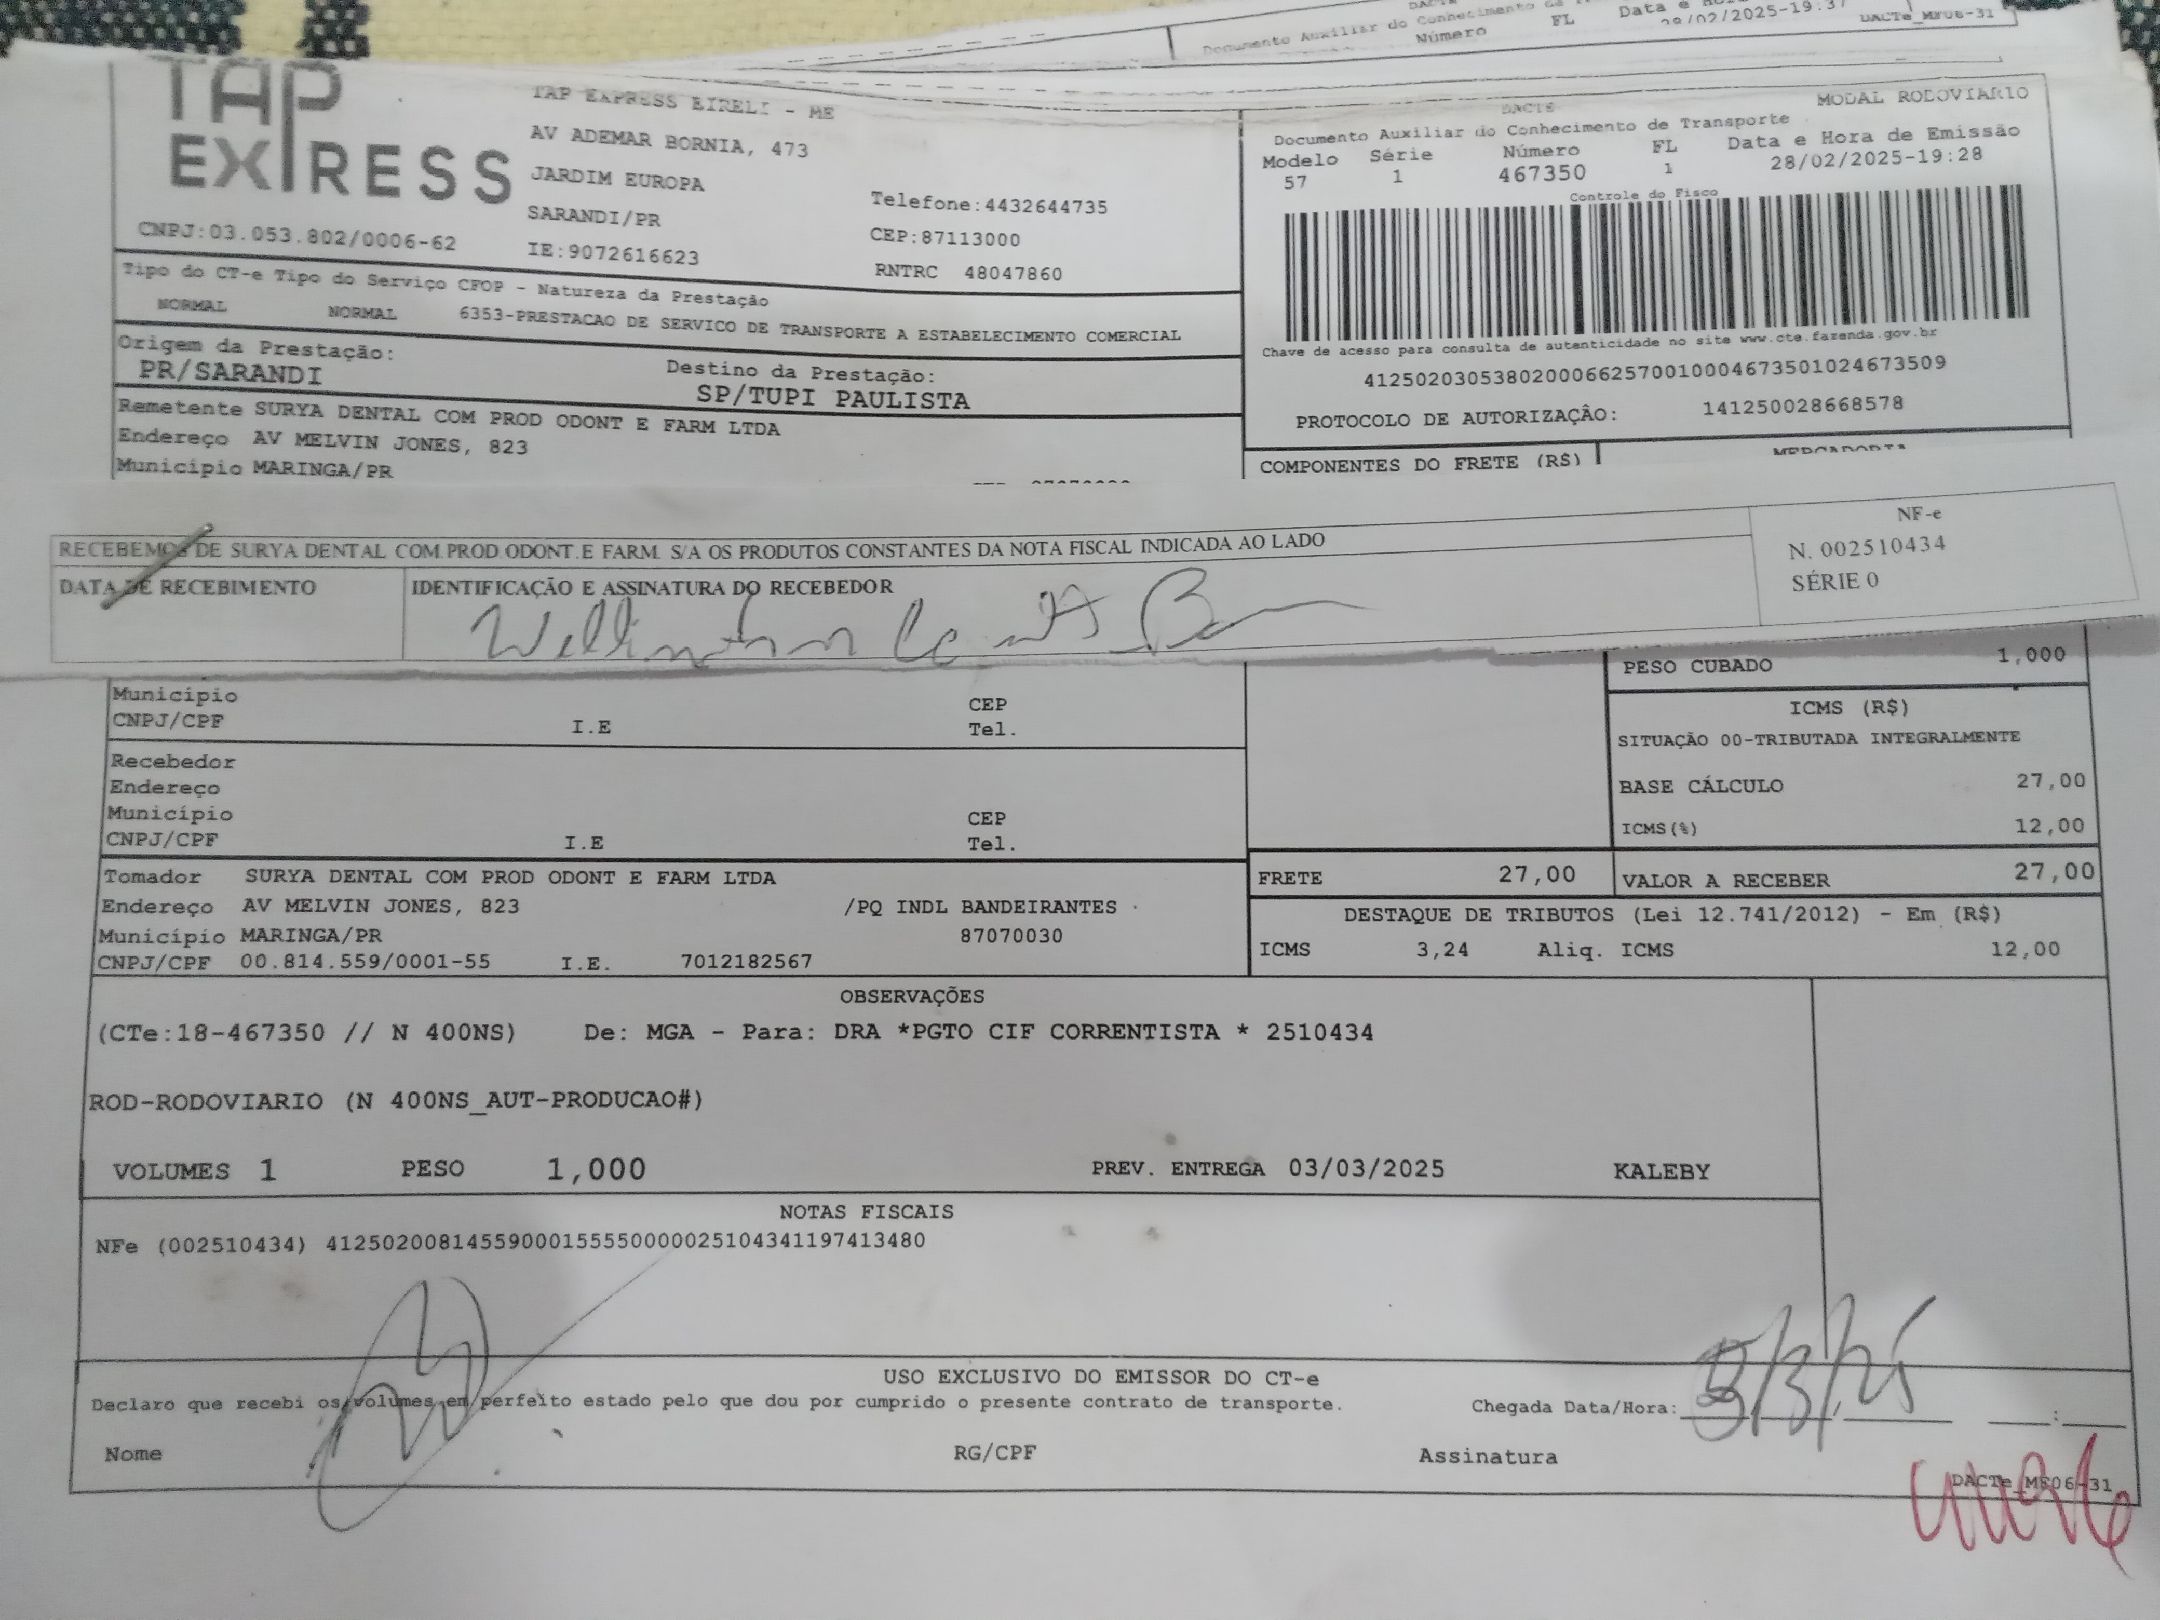 Documento Auxiliar do Conhecimento
Número
FL
Data e
28/02/2025-19:37
DACTe_MF06-31
TAP EXPRESS
TAP EXPRESS EIRELI - ME
AV ADEMAR BORNIA, 473
JARDIM EUROPA
SARANDI/PR
IE:9072616623
Telefone:4432644735
CEP:87113000
RNTRC 48047860
CNPJ:03.053.802/0006-62
DACTE
MODAL RODOVIARIO
Documento Auxiliar do Conhecimento de Transporte
Modelo Série Número FL Data e Hora de Emissão
57 1 467350 1 28/02/2025-19:28
Controle do Fisco
Chave de acesso para consulta de autenticidade no site www.cte.fazenda.gov.br
41250203053802000662570010004673501024673509
PROTOCOLO DE AUTORIZAÇÂO: 141250028668578
Tipo do CT-e Tipo do Serviço CFOP - Natureza da Prestação
NORMAL NORMAL 6353-PRESTACAO DE SERVICO DE TRANSPORTE A ESTABELECIMENTO COMERCIAL
Origem da Prestação: Destino da Prestação:
PR/SARANDI SP/TUPI PAULISTA
Remetente SURYA DENTAL COM PROD ODONT E FARM LTDA
Endereço AV MELVIN JONES, 823
Município MARINGA/PR
COMPONENTES DO FRETE (R$) MERCADORIA
RECEBEMOS DE SURYA DENTAL COM.PROD.ODONT.E FARM. S/A OS PRODUTOS CONSTANTES DA NOTA FISCAL INDICADA AO LADO
NF-e
N. 002510434
SÉRIE 0
DATA DE RECEBIMENTO IDENTIFICAÇÃO E ASSINATURA DO RECEBEDOR
PESO CUBADO 1,000
Município CEP
CNPJ/CPF I.E Tel.
ICMS (R$)
SITUAÇÃO 00-TRIBUTADA INTEGRALMENTE
BASE CÁLCULO 27,00
ICMS(%) 12,00
Recebedor
Endereço
Município CEP
CNPJ/CPF I.E Tel.
FRETE 27,00 VALOR A RECEBER 27,00
Tomador SURYA DENTAL COM PROD ODONT E FARM LTDA
Endereço AV MELVIN JONES, 823 /PQ INDL BANDEIRANTES
Município MARINGA/PR 87070030
CNPJ/CPF 00.814.559/0001-55 I.E. 7012182567
DESTAQUE DE TRIBUTOS (Lei 12.741/2012) - Em (R$)
ICMS 3,24 Aliq. ICMS 12,00
OBSERVAÇÕES
(CTe:18-467350 // N 400NS) De: MGA - Para: DRA *PGTO CIF CORRENTISTA * 2510434
ROD-RODOVIARIO (N 400NS_AUT-PRODUCAO#)
VOLUMES 1 PESO 1,000 PREV. ENTREGA 03/03/2025 KALEBY
NOTAS FISCAIS
NFe (002510434) 41250200814559000155550000025104341197413480
USO EXCLUSIVO DO EMISSOR DO CT-e
Declaro que recebi os volumes em perfeito estado pelo que dou por cumprido o presente contrato de transporte.
Chegada Data/Hora:
Nome RG/CPF Assinatura
DACTe_MF06-31